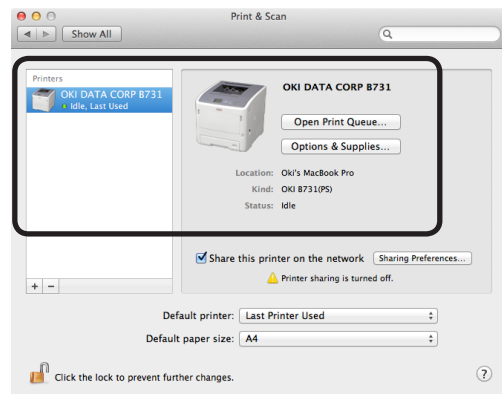 Print & Scan
Show All
Printers
OKI DATA CORP B731
Idle, Last Used
OKI DATA CORP B731
Open Print Queue...
Options & Supplies...
Location: Oki's MacBook Pro
Kind: OKI B731(PS)
Status: Idle
Share this printer on the network Sharing Preferences...
Printer sharing is turned off.
+ −
Default printer: Last Printer Used
Default paper size: A4
Click the lock to prevent further changes. ?